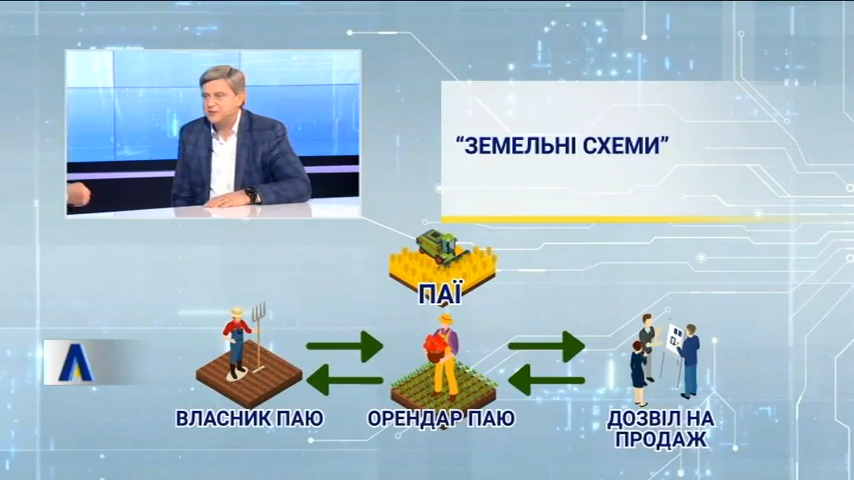 “ЗЕМЕЛЬНІ СХЕМИ”
ПАЇ
ВЛАСНИК ПАЮ
ОРЕНДАР ПАЮ
ДОЗВІЛ НА
ПРОДАЖ